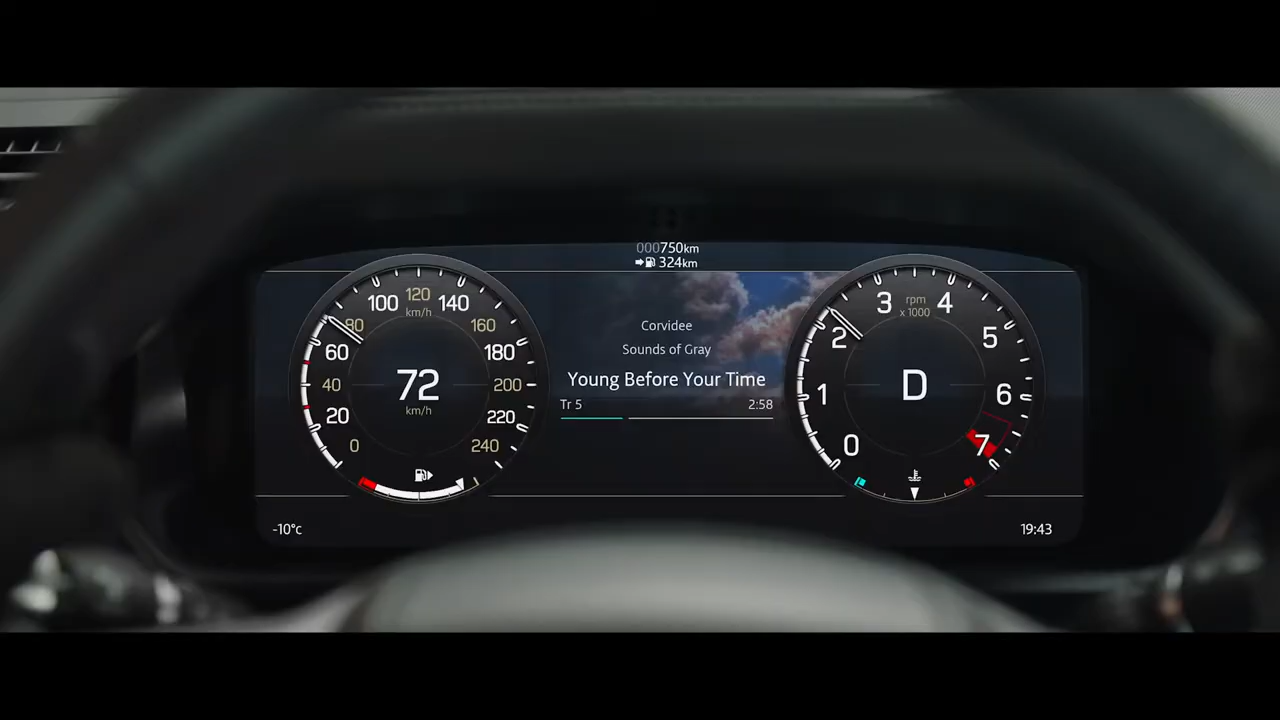 000750km
324km
100 120 140
km/h
80 160
60 180
40 200
20 220
0 240
72
km/h
Corvidee
Sounds of Gray
Young Before Your Time
Tr 5 2:58
3 rpm 4
x 1000
2 5
1 6
0 7
D
-10°c
19:43